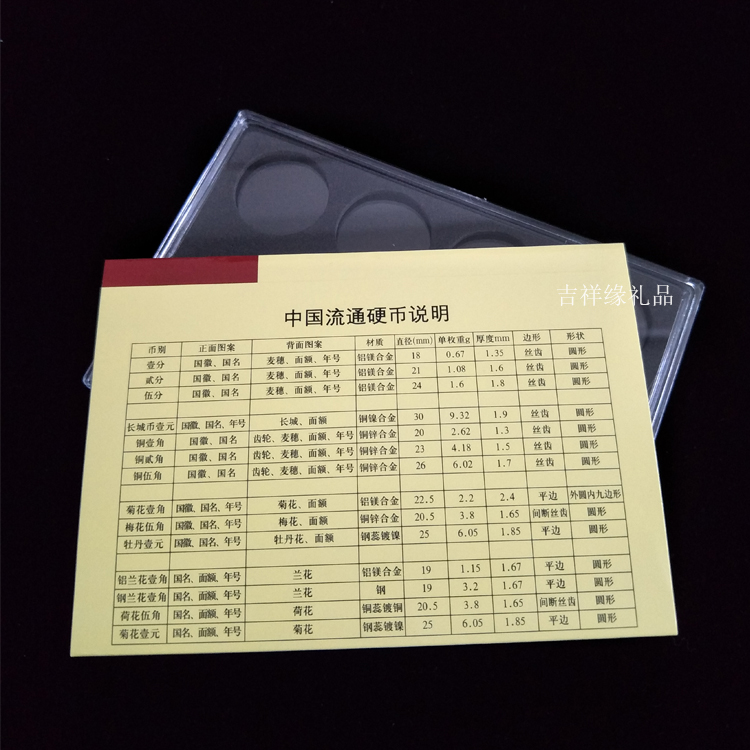 吉祥缘礼品
中国流通硬币说明
币别 正面图案 背面图案 材质 直径(mm) 单枚重g 厚度mm 边形 形状
壹分 国徽、国名 麦穗、面额、年号 铝镁合金 18 0.67 1.35 丝齿 圆形
贰分 国徽、国名 麦穗、面额、年号 铝镁合金 21 1.08 1.6 丝齿 圆形
伍分 国徽、国名 麦穗、面额、年号 铝镁合金 24 1.6 1.8 丝齿 圆形
长城币壹元 国徽、国名、年号 长城、面额 铜镍合金 30 9.32 1.9 丝齿 圆形
铜壹角 国徽、国名 齿轮、麦穗、面额、年号 铜锌合金 20 2.62 1.3 丝齿 圆形
铜贰角 国徽、国名 齿轮、麦穗、面额、年号 铜锌合金 23 4.18 1.5 丝齿 圆形
铜伍角 国徽、国名 齿轮、麦穗、面额、年号 铜锌合金 26 6.02 1.7 丝齿 圆形
菊花壹角 国徽、国名、年号 菊花、面额 铝镁合金 22.5 2.2 2.4 平边 外圆内九边形
梅花伍角 国徽、国名、年号 梅花、面额 铜锌合金 20.5 3.8 1.65 间断丝齿 圆形
牡丹壹元 国徽、国名、年号 牡丹花、面额 钢蕊镀镍 25 6.05 1.85 平边 圆形
铝兰花壹角 国名、面额、年号 兰花 铝镁合金 19 1.15 1.67 平边 圆形
钢兰花壹角 国名、面额、年号 兰花 钢 19 3.2 1.67 平边 圆形
荷花伍角 国名、面额、年号 荷花 钢蕊镀铜 20.5 3.8 1.65 间断丝齿 圆形
菊花壹元 国名、面额、年号 菊花 钢蕊镀镍 25 6.05 1.85 平边 圆形